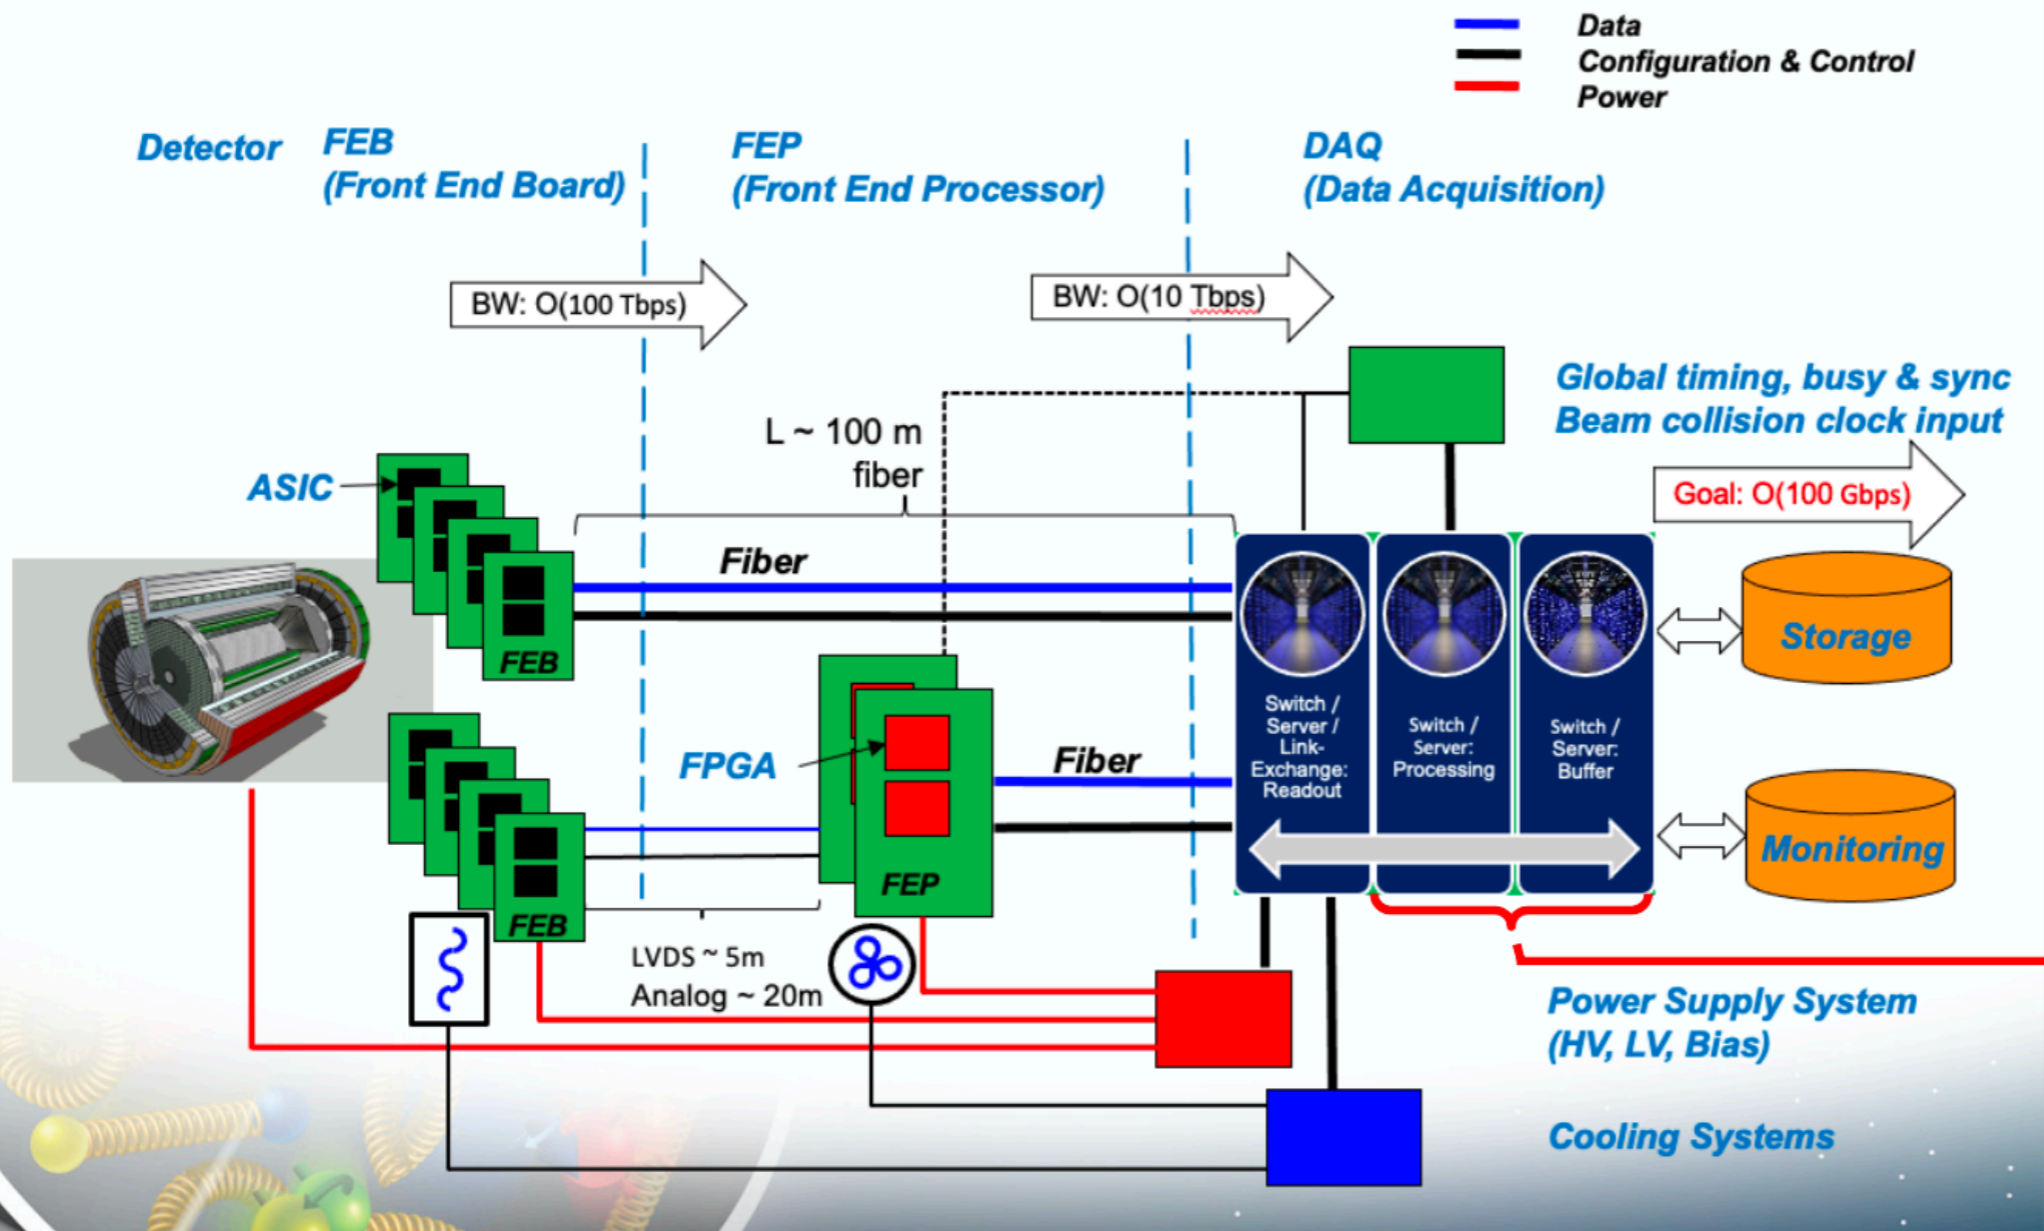 Data
Configuration & Control
Power
Detector
FEB
(Front End Board)
FEP
(Front End Processor)
DAQ
(Data Acquisition)
BW: O(100 Tbps)
BW: O(10 Tbps)
Global timing, busy & sync
Beam collision clock input
L ~ 100 m
fiber
Goal: O(100 Gbps)
ASIC
Fiber
FEB
Storage
Switch /
Server /
Link-
Exchange:
Readout
Switch /
Server:
Processing
Switch /
Server:
Buffer
FPGA
Fiber
Monitoring
FEP
FEB
LVDS ~ 5m
Analog ~ 20m
Power Supply System
(HV, LV, Bias)
Cooling Systems